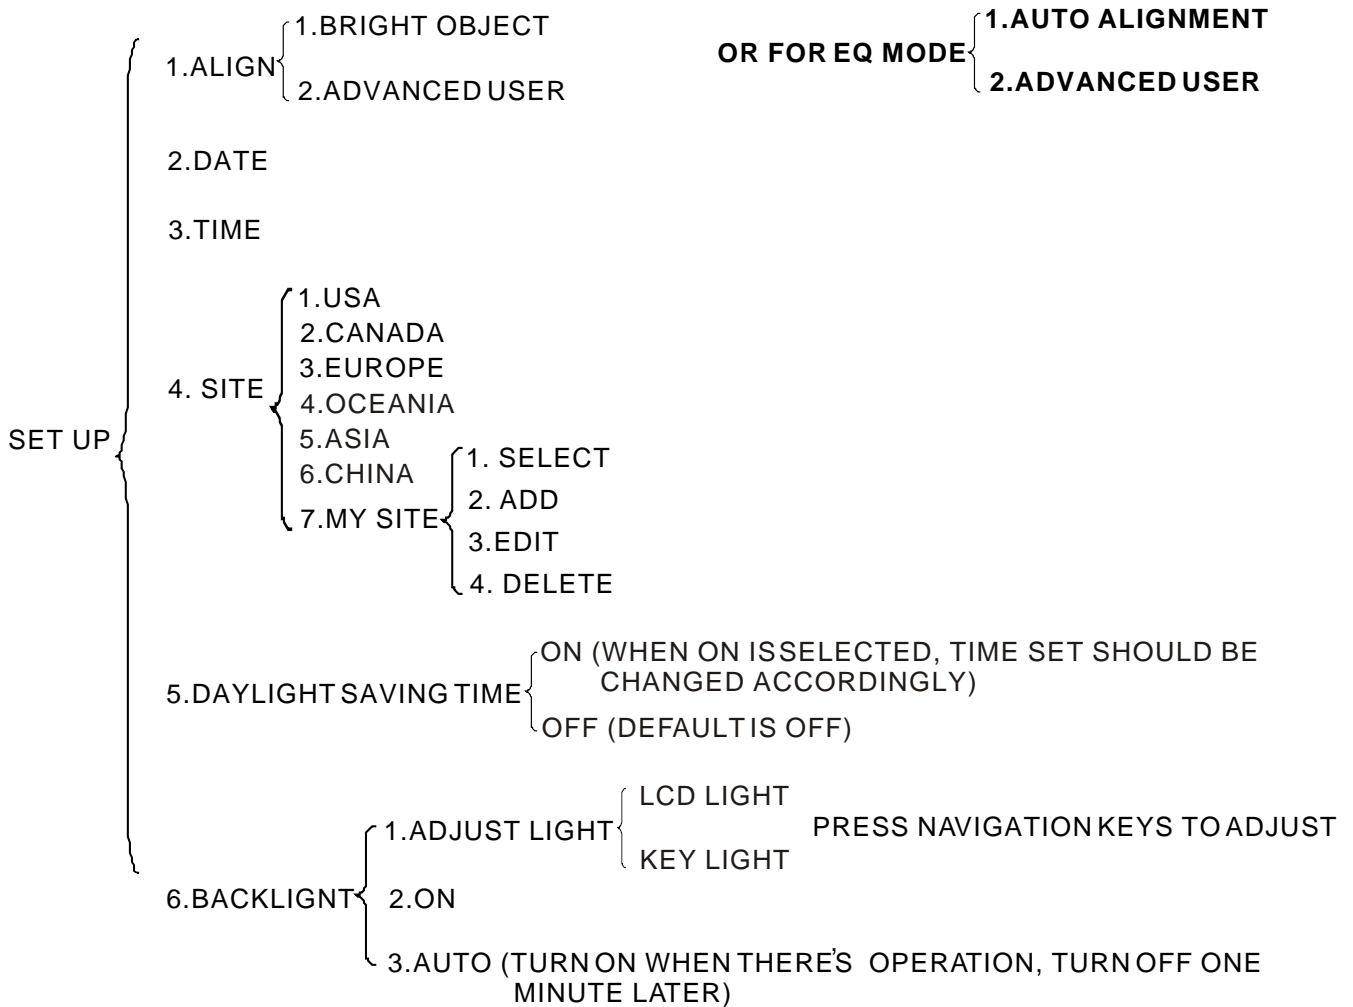 1.BRIGHT OBJECT
1.ALIGN
2.ADVANCED USER
OR FOR EQ MODE
1.AUTO ALIGNMENT
2.ADVANCED USER
2.DATE
3.TIME
SET UP
4. SITE
1.USA
2.CANADA
3.EUROPE
4.OCEANIA
5.ASIA
6.CHINA
7.MY SITE
1. SELECT
2. ADD
3.EDIT
4. DELETE
5.DAYLIGHT SAVING TIME
ON (WHEN ON ISSELECTED, TIME SET SHOULD BE
CHANGED ACCORDINGLY)
OFF (DEFAULT IS OFF)
6.BACKLIGNT
1.ADJUST LIGHT
LCD LIGHT
KEY LIGHT
PRESS NAVIGATION KEYS TO ADJUST
2.ON
3.AUTO (TURN ON WHEN THERE'S OPERATION, TURN OFF ONE
MINUTE LATER)